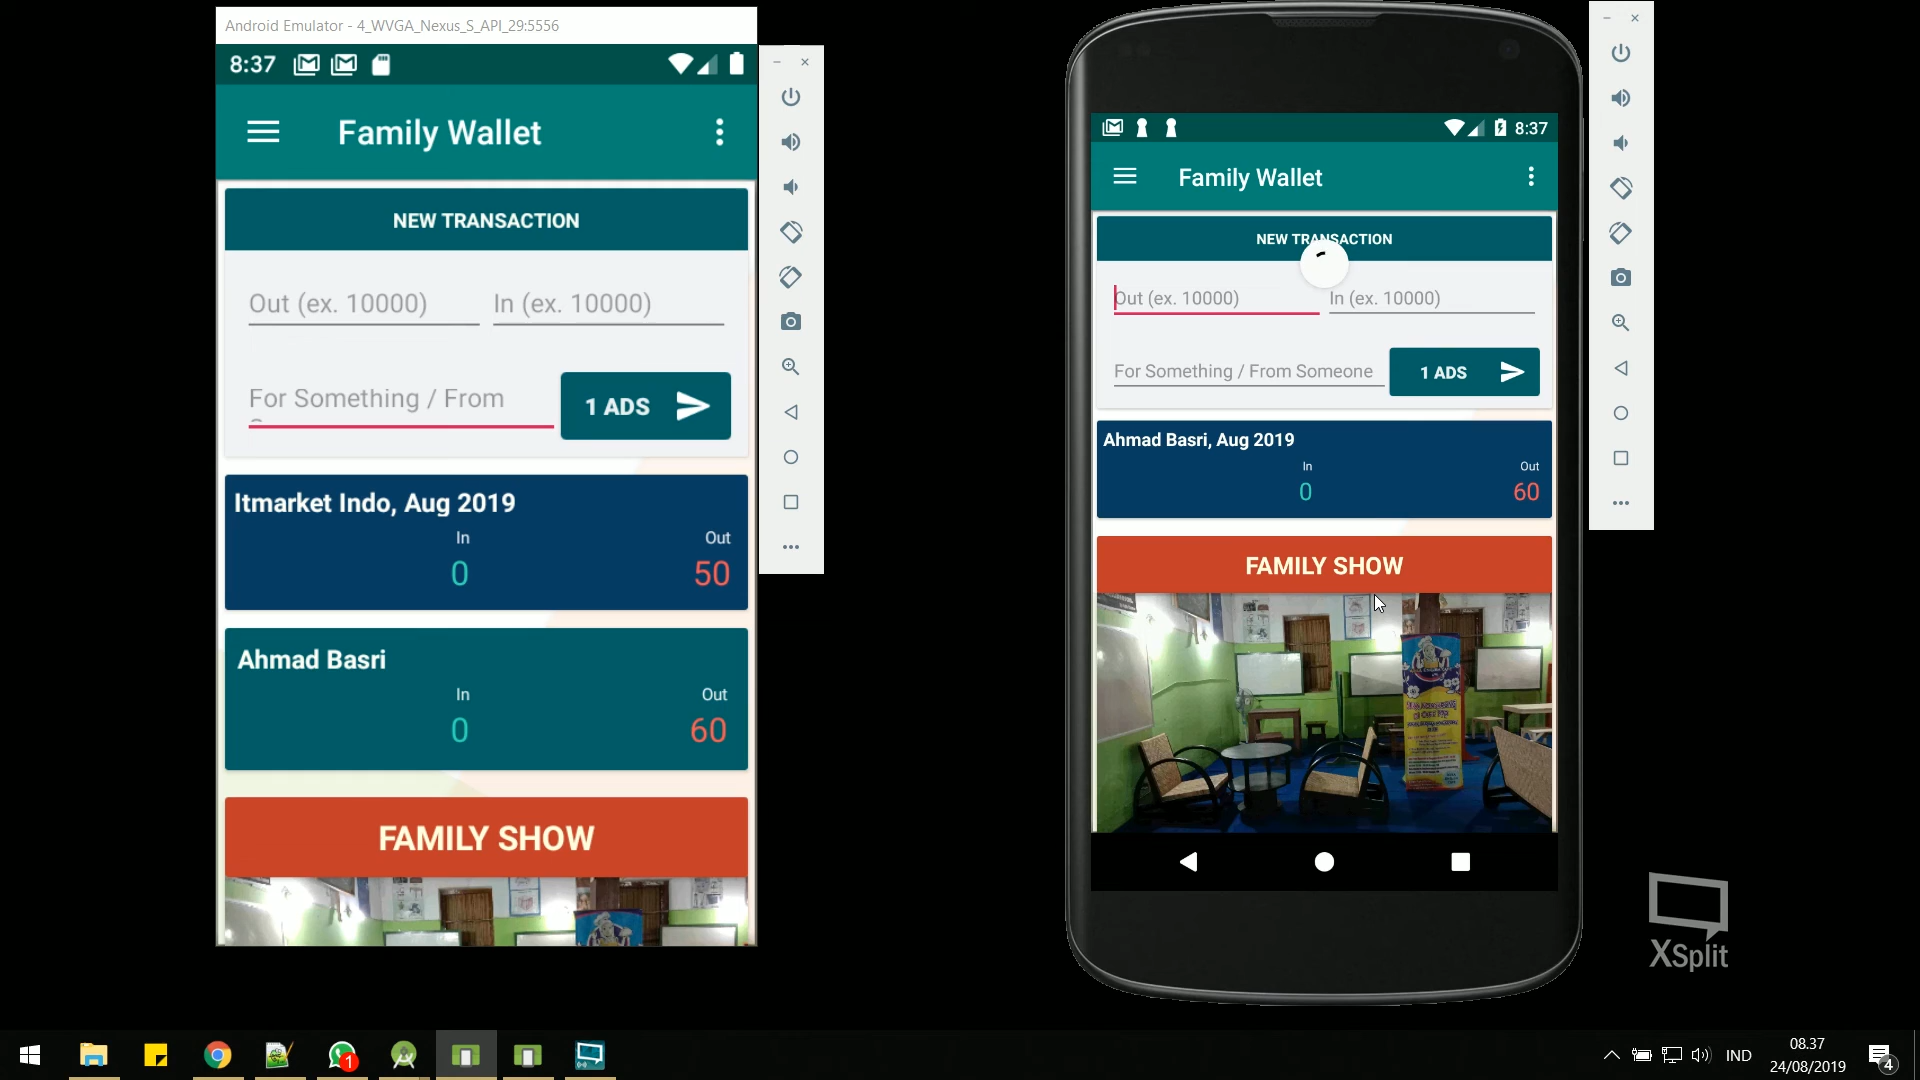 Android Emulator - 4_WVGA_Nexus_S_API_29:5556
8:37
Family Wallet
NEW TRANSACTION
Out (ex. 10000)
In (ex. 10000)
For Something / From
1 ADS
Itmarket Indo, Aug 2019
In
Out
0
50
Ahmad Basri
In
Out
0
60
FAMILY SHOW
8:37
Family Wallet
NEW TRANSACTION
Out (ex. 10000)
In (ex. 10000)
For Something / From Someone
1 ADS
Ahmad Basri, Aug 2019
In
Out
0
60
FAMILY SHOW
XSplit
1
IND
08.37
24/08/2019
4